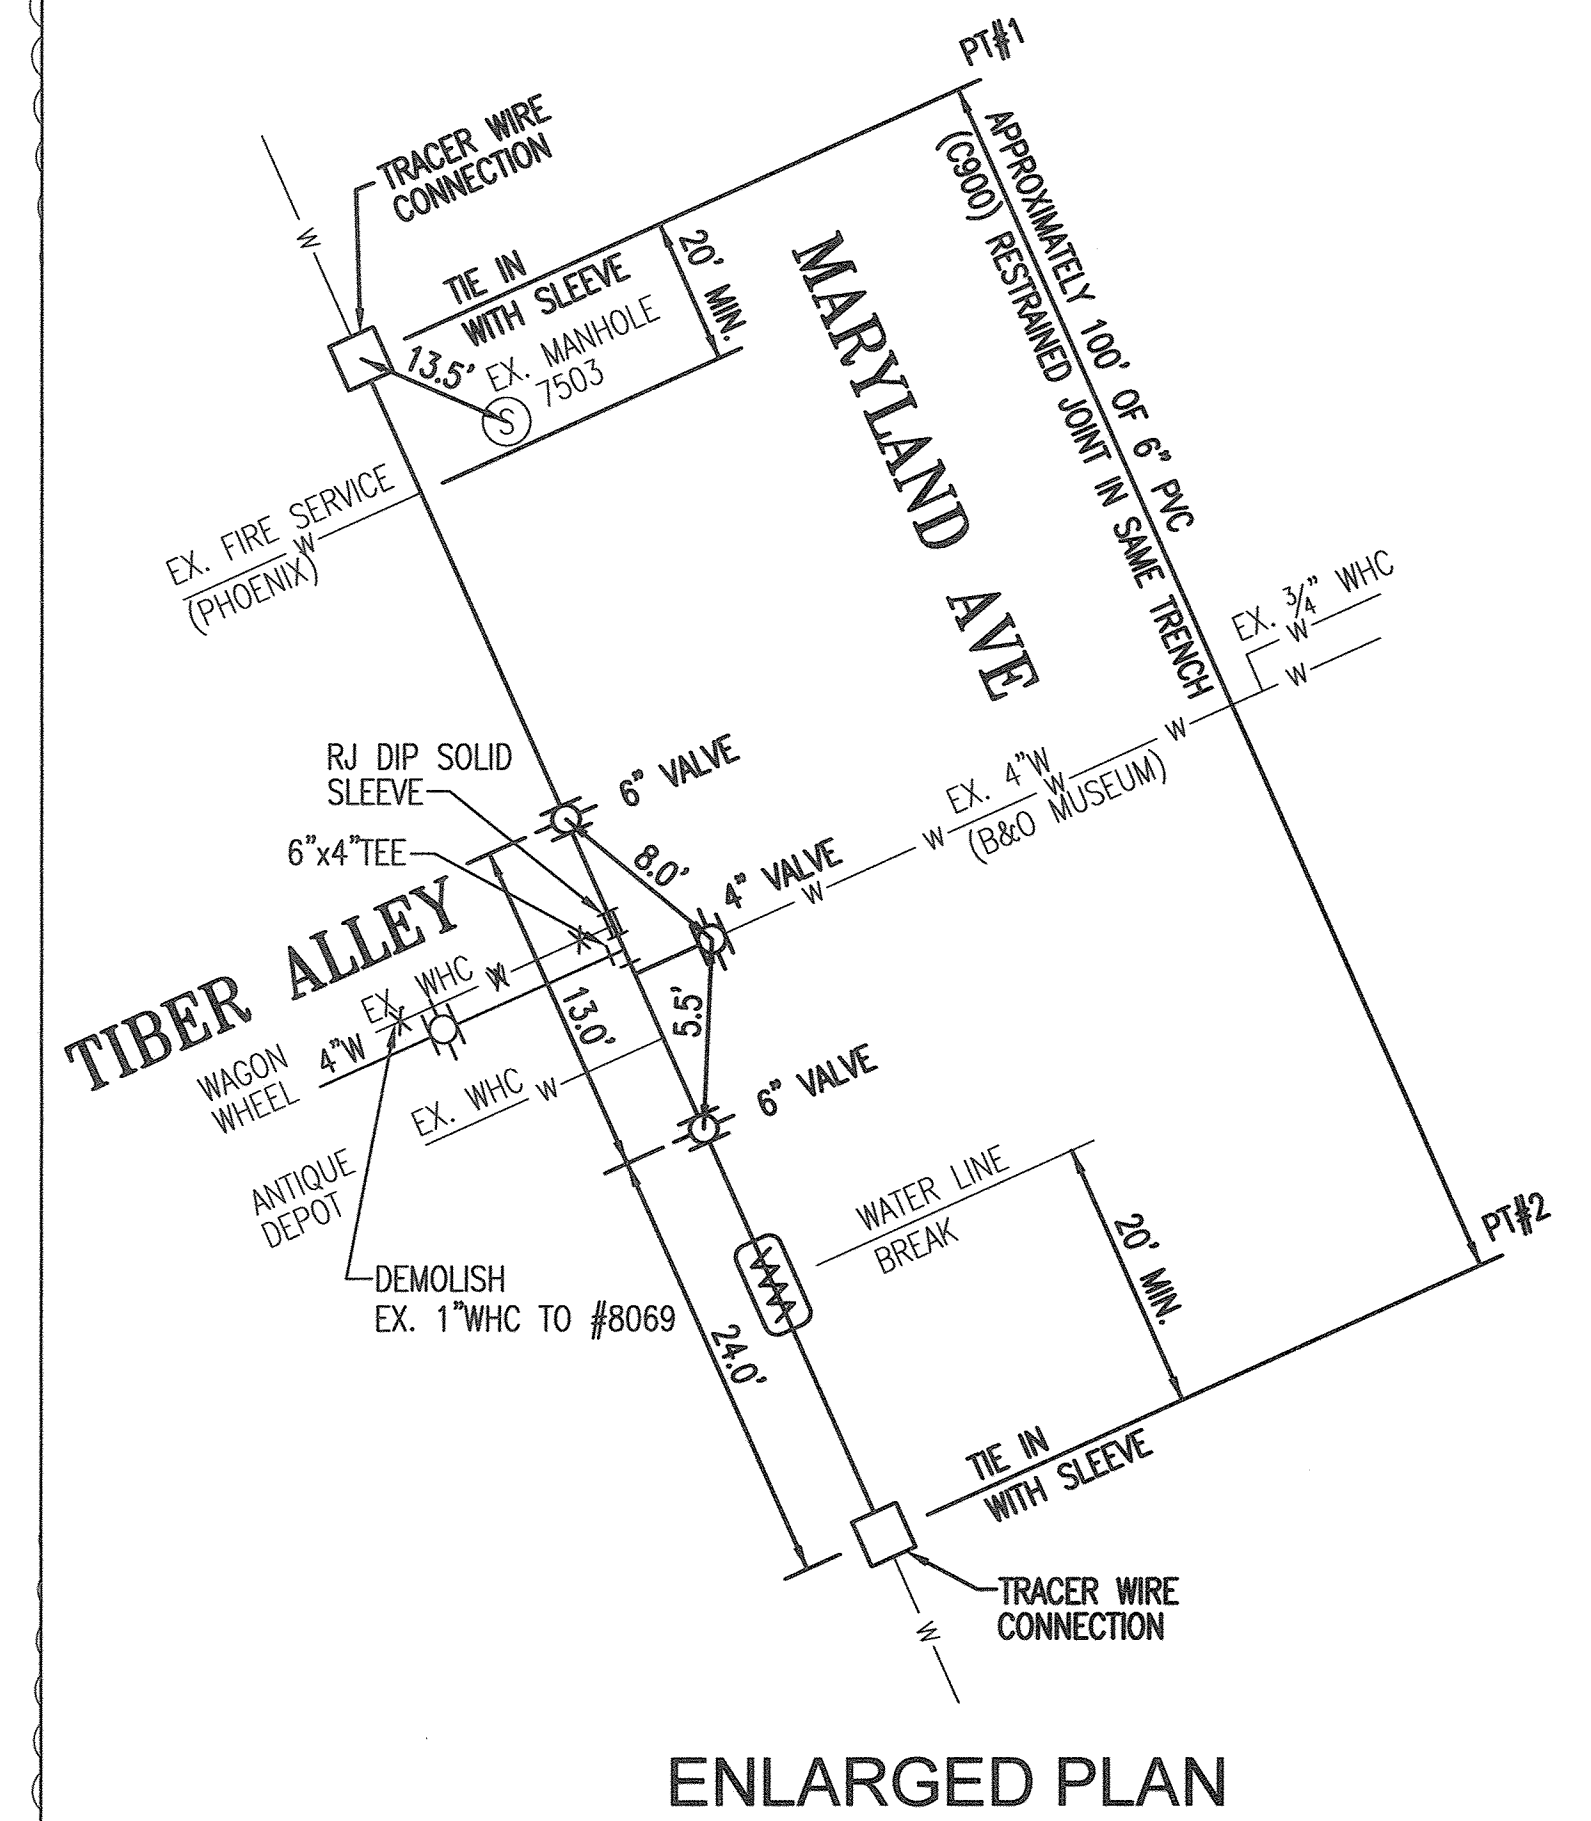 PT#1
TRACER WIRE
CONNECTION
W
APPROXIMATELY 100' OF 6" PVC
(C900) RESTRAINED JOINT IN SAME TRENCH
TIE IN
WITH SLEEVE
20' MIN.
13.5'
EX. MANHOLE
7503
S
MARYLAND AVE
EX. FIRE SERVICE
W
(PHOENIX)
EX. 3/4" WHC
W
W
W
RJ DIP SOLID
SLEEVE
6" VALVE
EX. 4"W
W
(B&O MUSEUM)
W
6"x4"TEE
8.0'
4" VALVE
W
TIBER ALLEY
EX. WHC
W
4"W
WAGON
WHEEL
13.0'
5.5'
EX. WHC
W
6" VALVE
ANTIQUE
DEPOT
WATER LINE
BREAK
20' MIN.
PT#2
DEMOLISH
EX. 1"WHC TO #8069
24.0'
TIE IN
WITH SLEEVE
TRACER WIRE
CONNECTION
W
ENLARGED PLAN